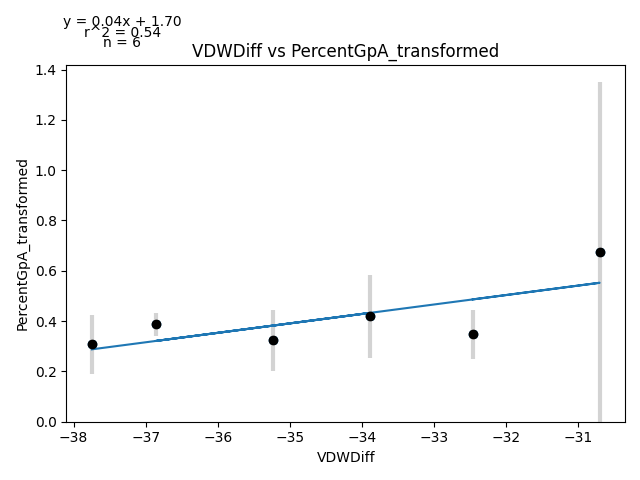 y = 0.04x + 1.70
r^2 = 0.54
n = 6
VDWDiff vs PercentGpA_transformed
1.4
1.2
1.0
0.8
0.6
0.4
0.2
0.0
PercentGpA_transformed
−38 −37 −36 −35 −34 −33 −32 −31
VDWDiff